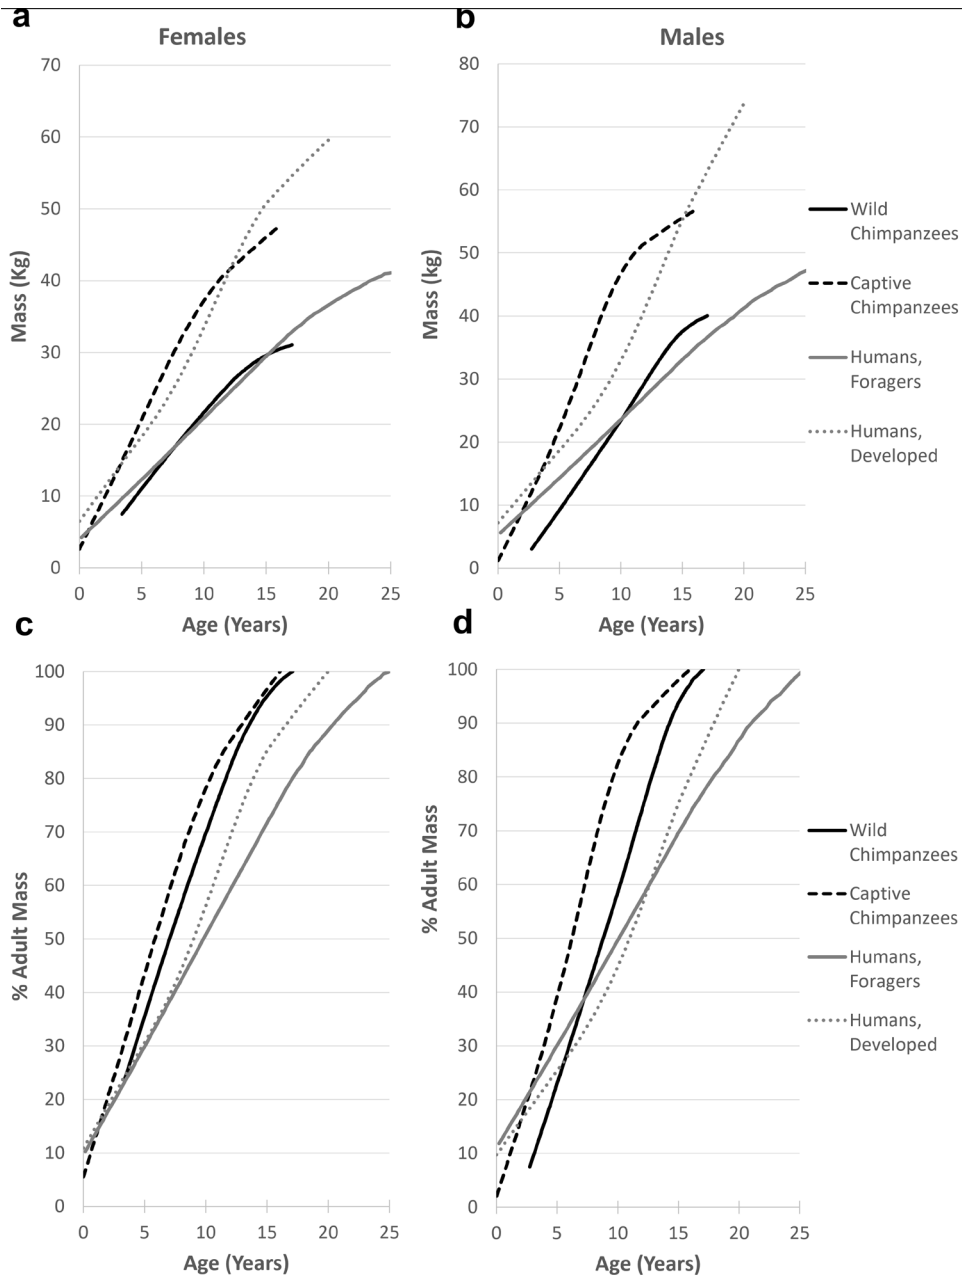 a
Females
70
60
50
40
30
20
10
0
Mass (Kg)
0 5 10 15 20 25
Age (Years)
b
Males
80
70
60
50
40
30
20
10
0
Mass (kg)
0 5 10 15 20 25
Age (Years)
Wild
Chimpanzees
Captive
Chimpanzees
Humans,
Foragers
Humans,
Developed
c
100
90
80
70
60
50
40
30
20
10
0
% Adult Mass
0 5 10 15 20 25
Age (Years)
d
100
90
80
70
60
50
40
30
20
10
0
% Adult Mass
0 5 10 15 20 25
Age (Years)
Wild
Chimpanzees
Captive
Chimpanzees
Humans,
Foragers
Humans,
Developed